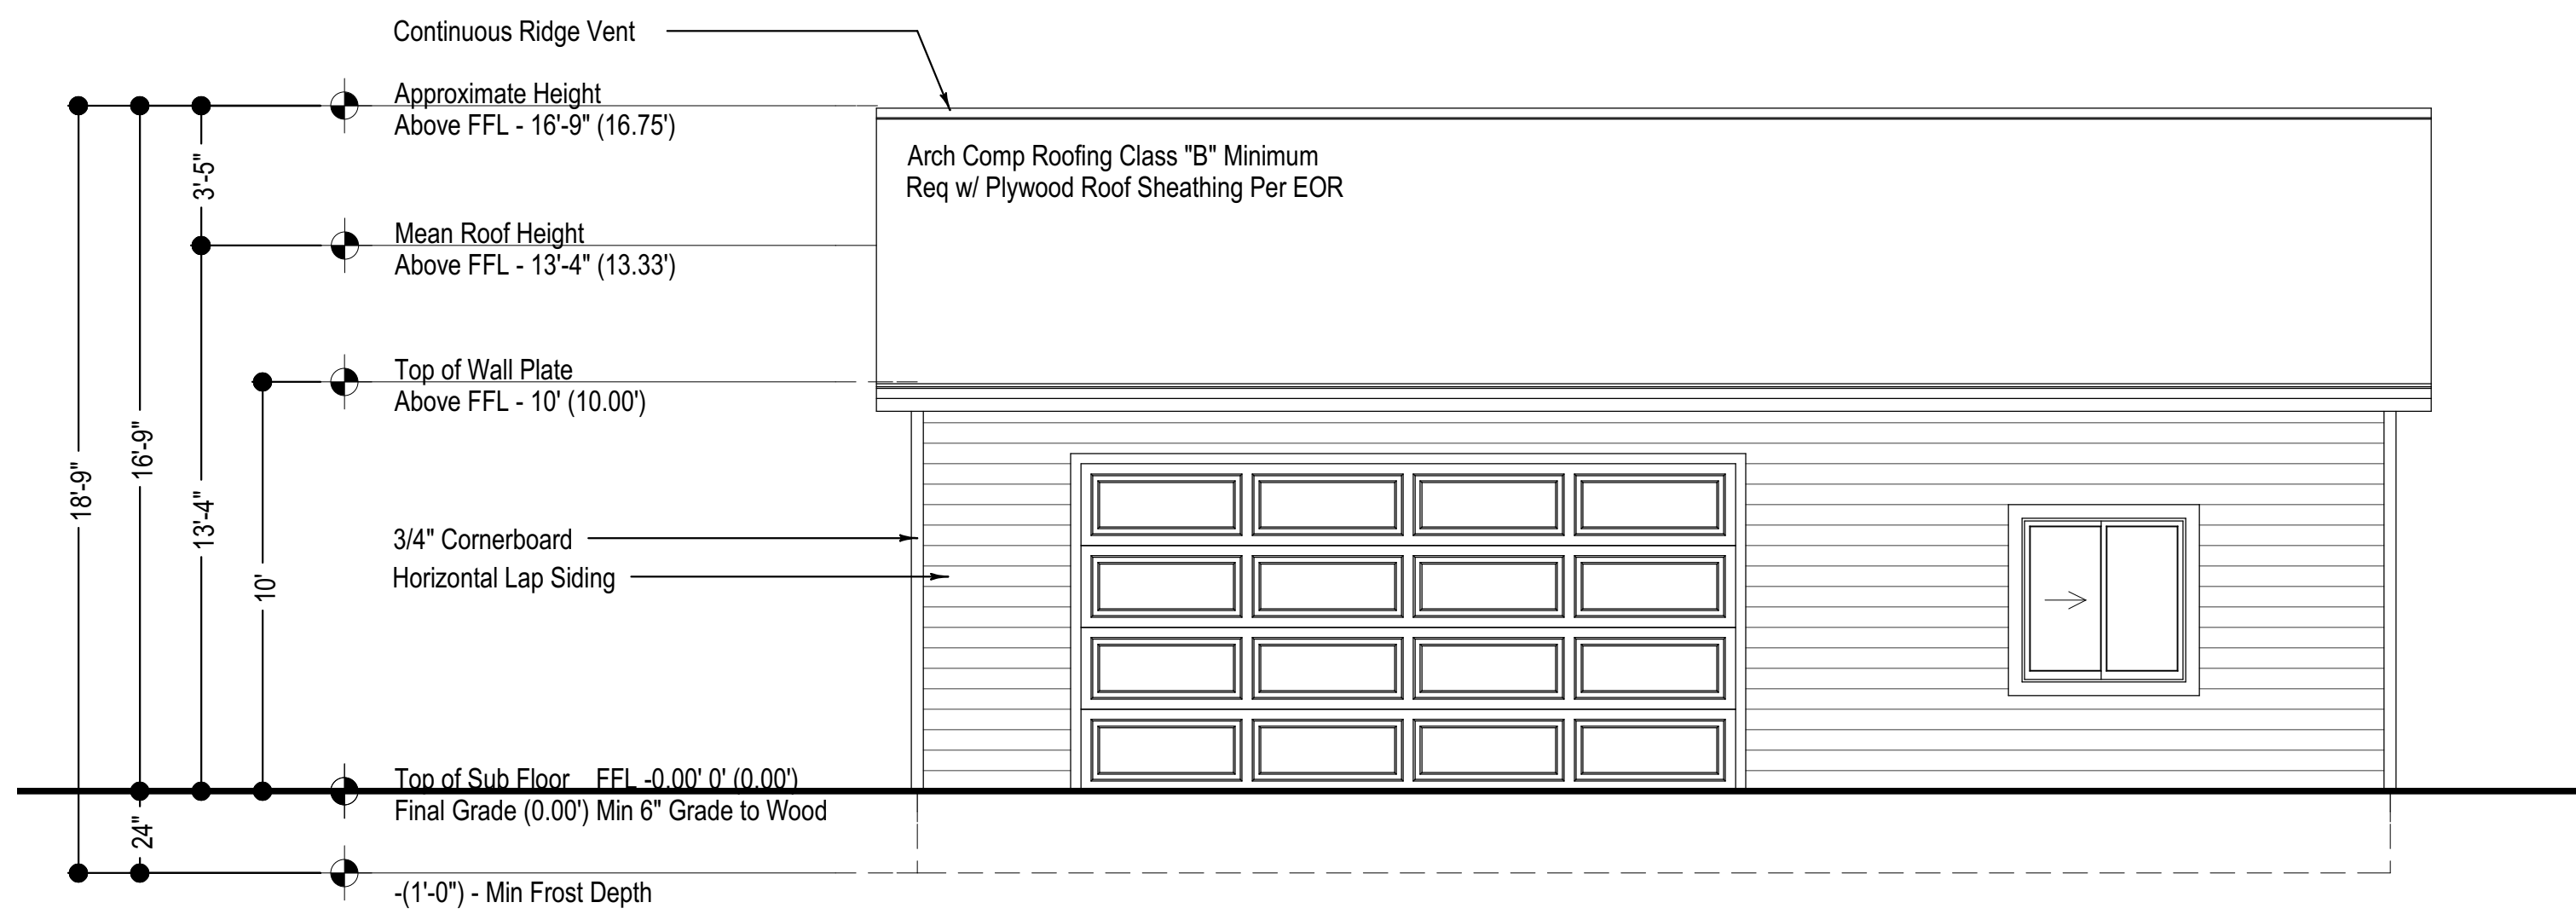 Continuous Ridge Vent
Approximate Height
Above FFL - 16'-9" (16.75')
Arch Comp Roofing Class "B" Minimum
Req w/ Plywood Roof Sheathing Per EOR
3'-5"
Mean Roof Height
Above FFL - 13'-4" (13.33')
Top of Wall Plate
Above FFL - 10' (10.00')
18'-9"
16'-9"
13'-4"
10'
3/4" Cornerboard
Horizontal Lap Siding
Top of Sub Floor FFL -0.00' 0' (0.00')
Final Grade (0.00') Min 6" Grade to Wood
24"
-(1'-0") - Min Frost Depth